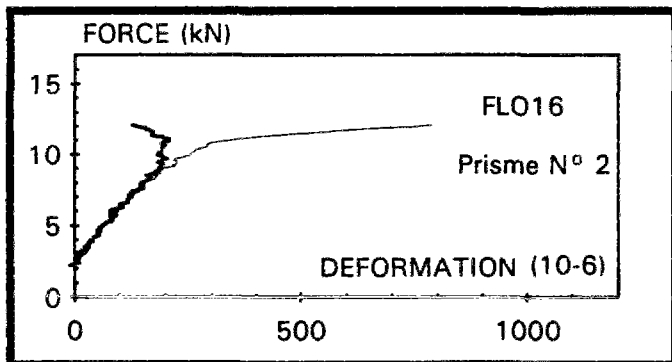 FORCE (kN)
15
FLO16
10
Prisme N° 2
5
DEFORMATION (10-6)
0
0 500 1000